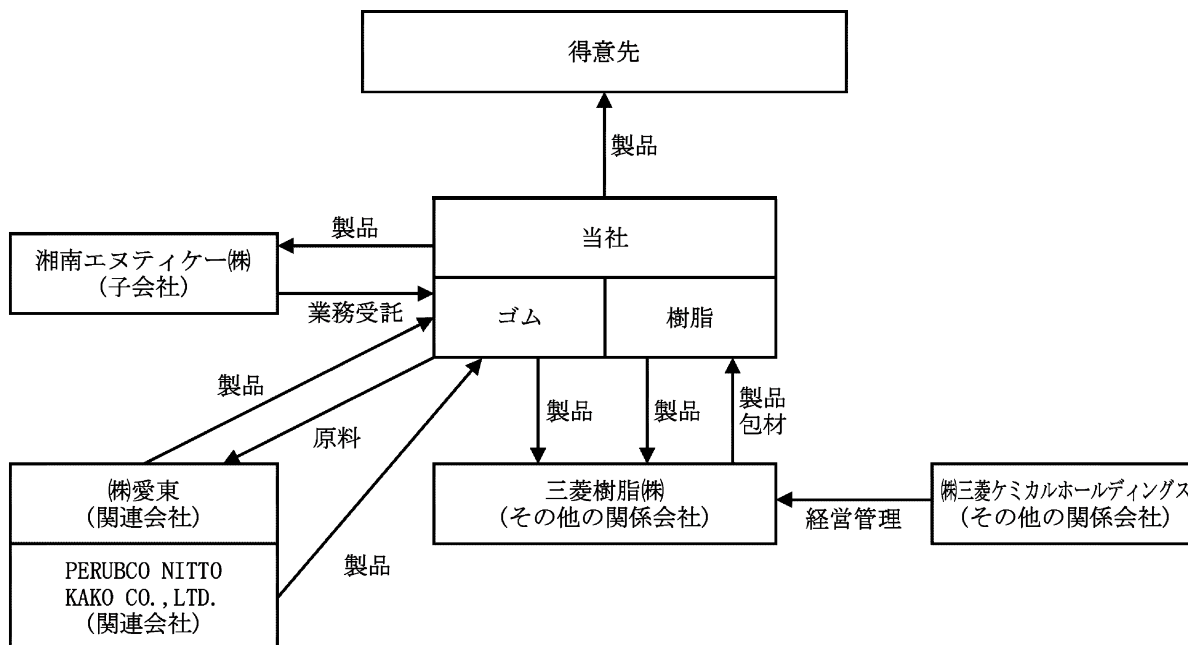 得意先
製品
当社
製品
湘南エヌティケー㈱
(子会社)
業務受託
ゴム
樹脂
製品
原料
製品
製品
製品
包材
㈱愛東
(関連会社)
三菱樹脂㈱
(その他の関係会社)
経営管理
㈱三菱ケミカルホールディングス
(その他の関係会社)
製品
PERUBCO NITTO
KAKO CO.,LTD.
(関連会社)